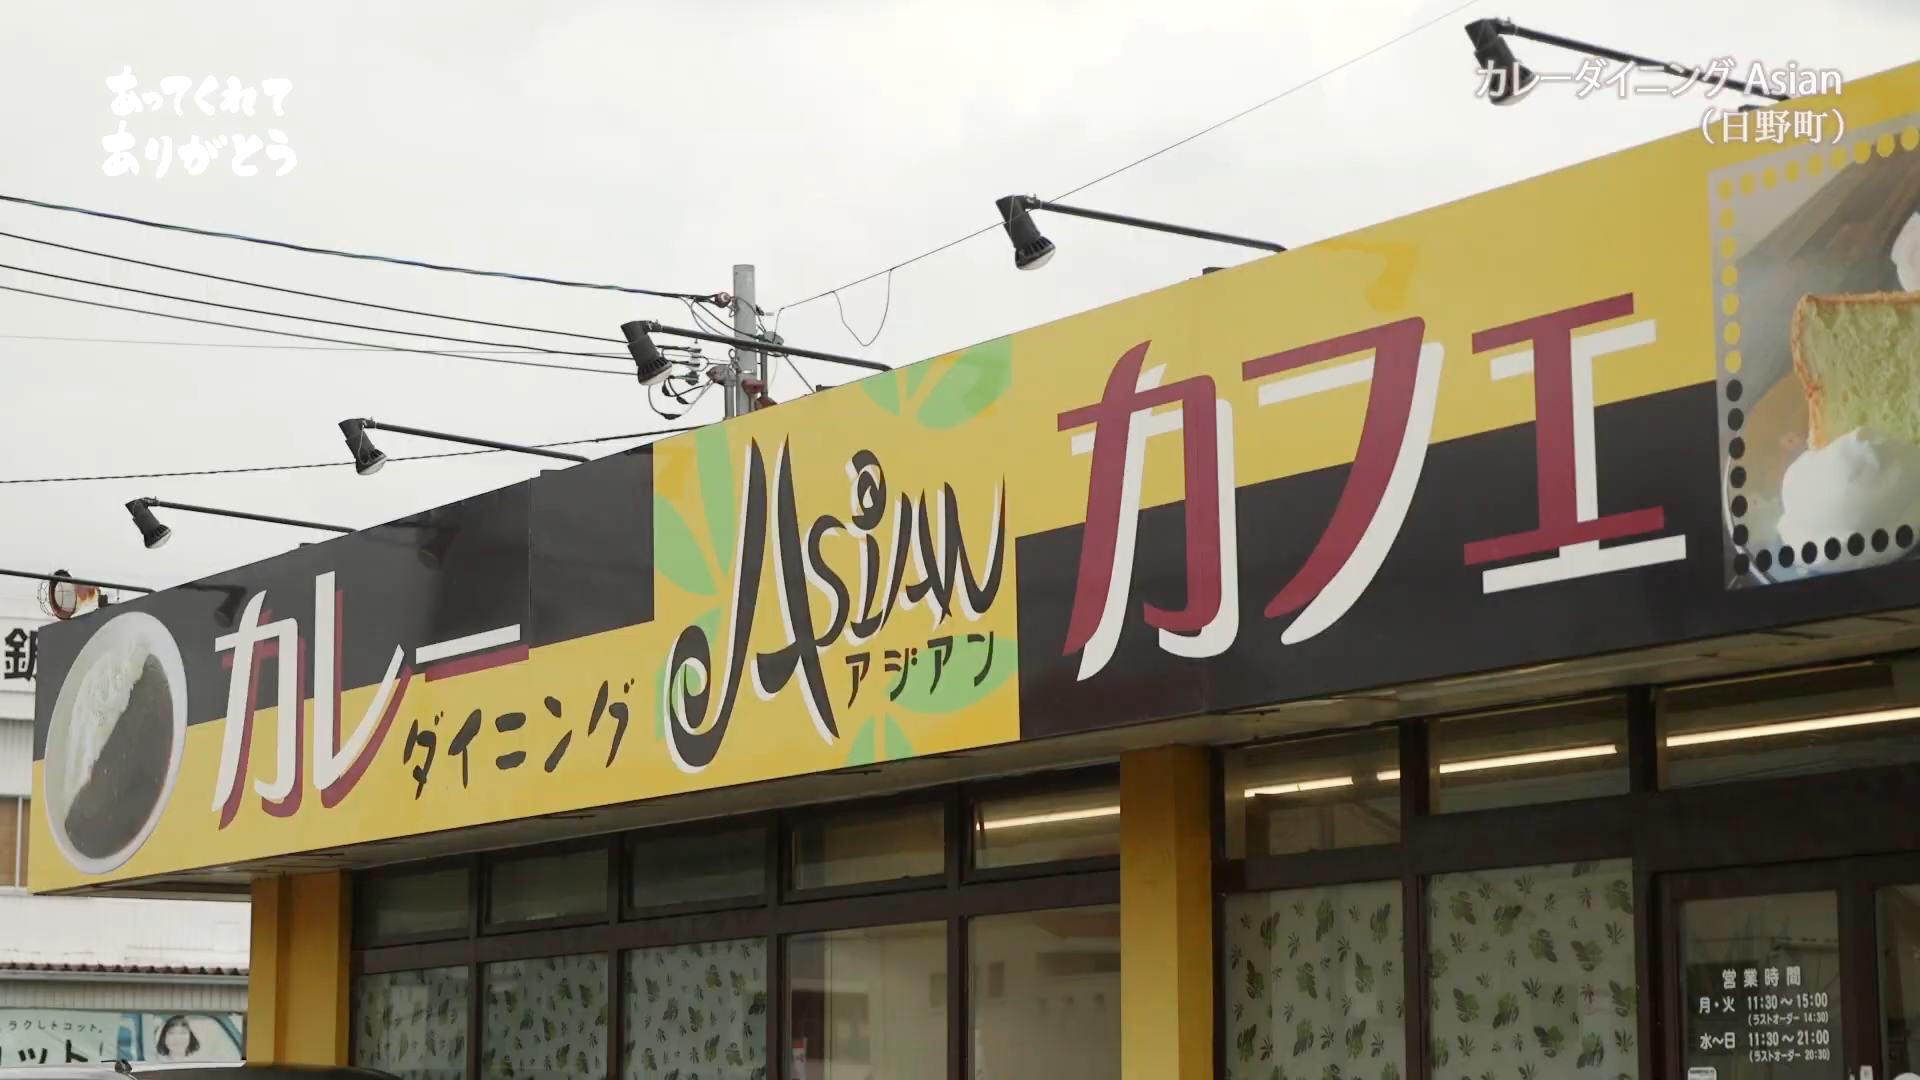 あってくれて
ありがとう
カレーダイニング Asian
（日野町）
カレー
ダイニング
ASiAN
アジアン
カフェ
営業時間
月・火 11:30〜15:00
(ラストオーダー 14:30)
水〜日 11:30〜21:00
(ラストオーダー 20:30)